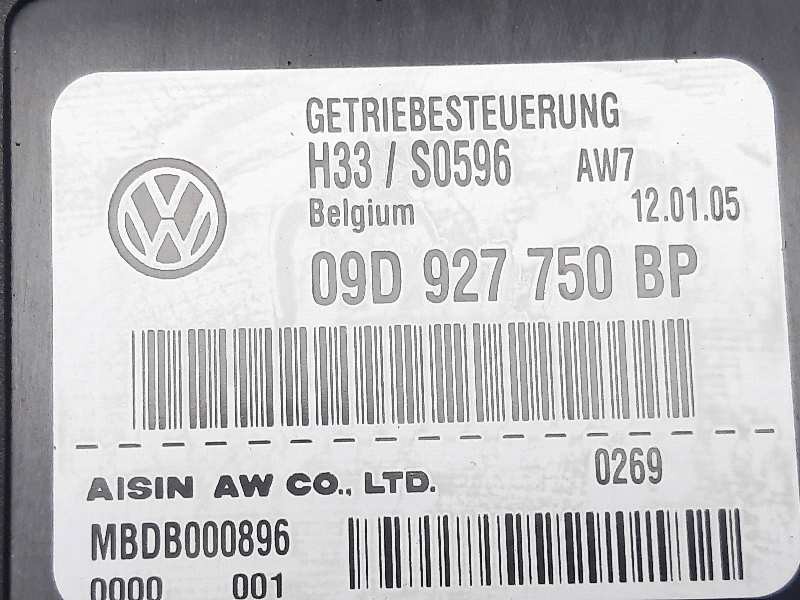 GETRIEBESTEUERUNG
H33 / S0596 AW7
Belgium 12.01.05
09D 927 750 BP
0269
AISIN AW CO., LTD.
MBDB000896
0000 001